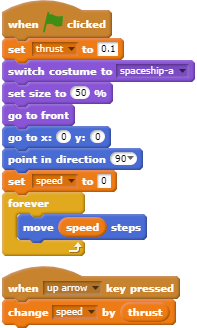 when clicked
set thrust to 0.1
switch costume to spaceship-a
set size to 50 %
go to front
go to x: 0 y: 0
point in direction 90
set speed to 0
forever
move speed steps
when up arrow key pressed
change speed by thrust